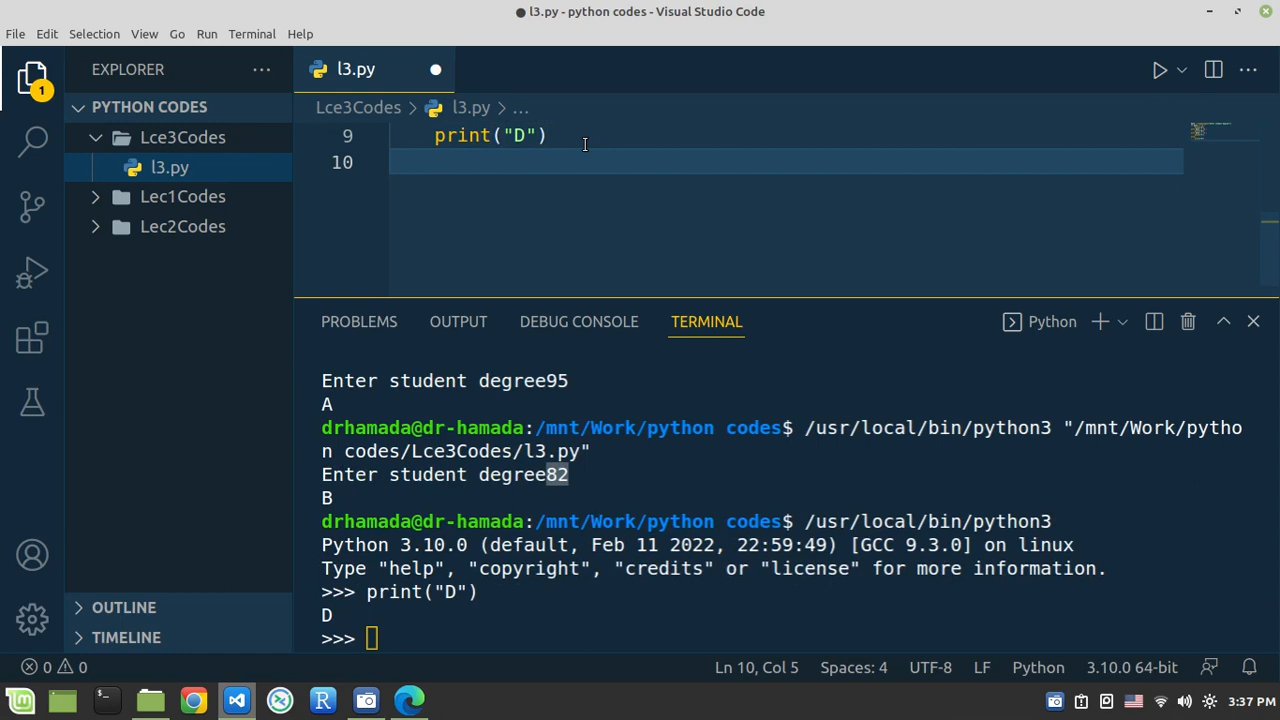 ● l3.py - python codes - Visual Studio Code
File Edit Selection View Go Run Terminal Help
EXPLORER ...
l3.py ●
1
PYTHON CODES
Lce3Codes > l3.py > ...
Lce3Codes
l3.py
Lec1Codes
Lec2Codes
9 print("D")
10
PROBLEMS OUTPUT DEBUG CONSOLE TERMINAL
Python
Enter student degree95
A
drhamada@dr-hamada:/mnt/Work/python codes$ /usr/local/bin/python3 "/mnt/Work/pytho
n codes/Lce3Codes/l3.py"
Enter student degree82
B
drhamada@dr-hamada:/mnt/Work/python codes$ /usr/local/bin/python3
Python 3.10.0 (default, Feb 11 2022, 22:59:49) [GCC 9.3.0] on linux
Type "help", "copyright", "credits" or "license" for more information.
>>> print("D")
D
>>>
OUTLINE
TIMELINE
0 0 Ln 10, Col 5 Spaces: 4 UTF-8 LF Python 3.10.0 64-bit
3:37 PM